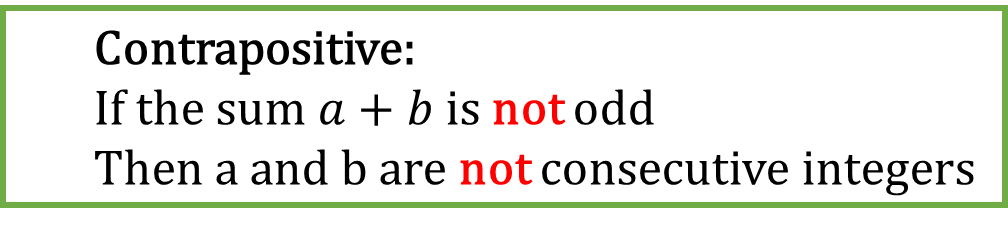 Contrapositive:
If the sum a + b is not odd
Then a and b are not consecutive integers